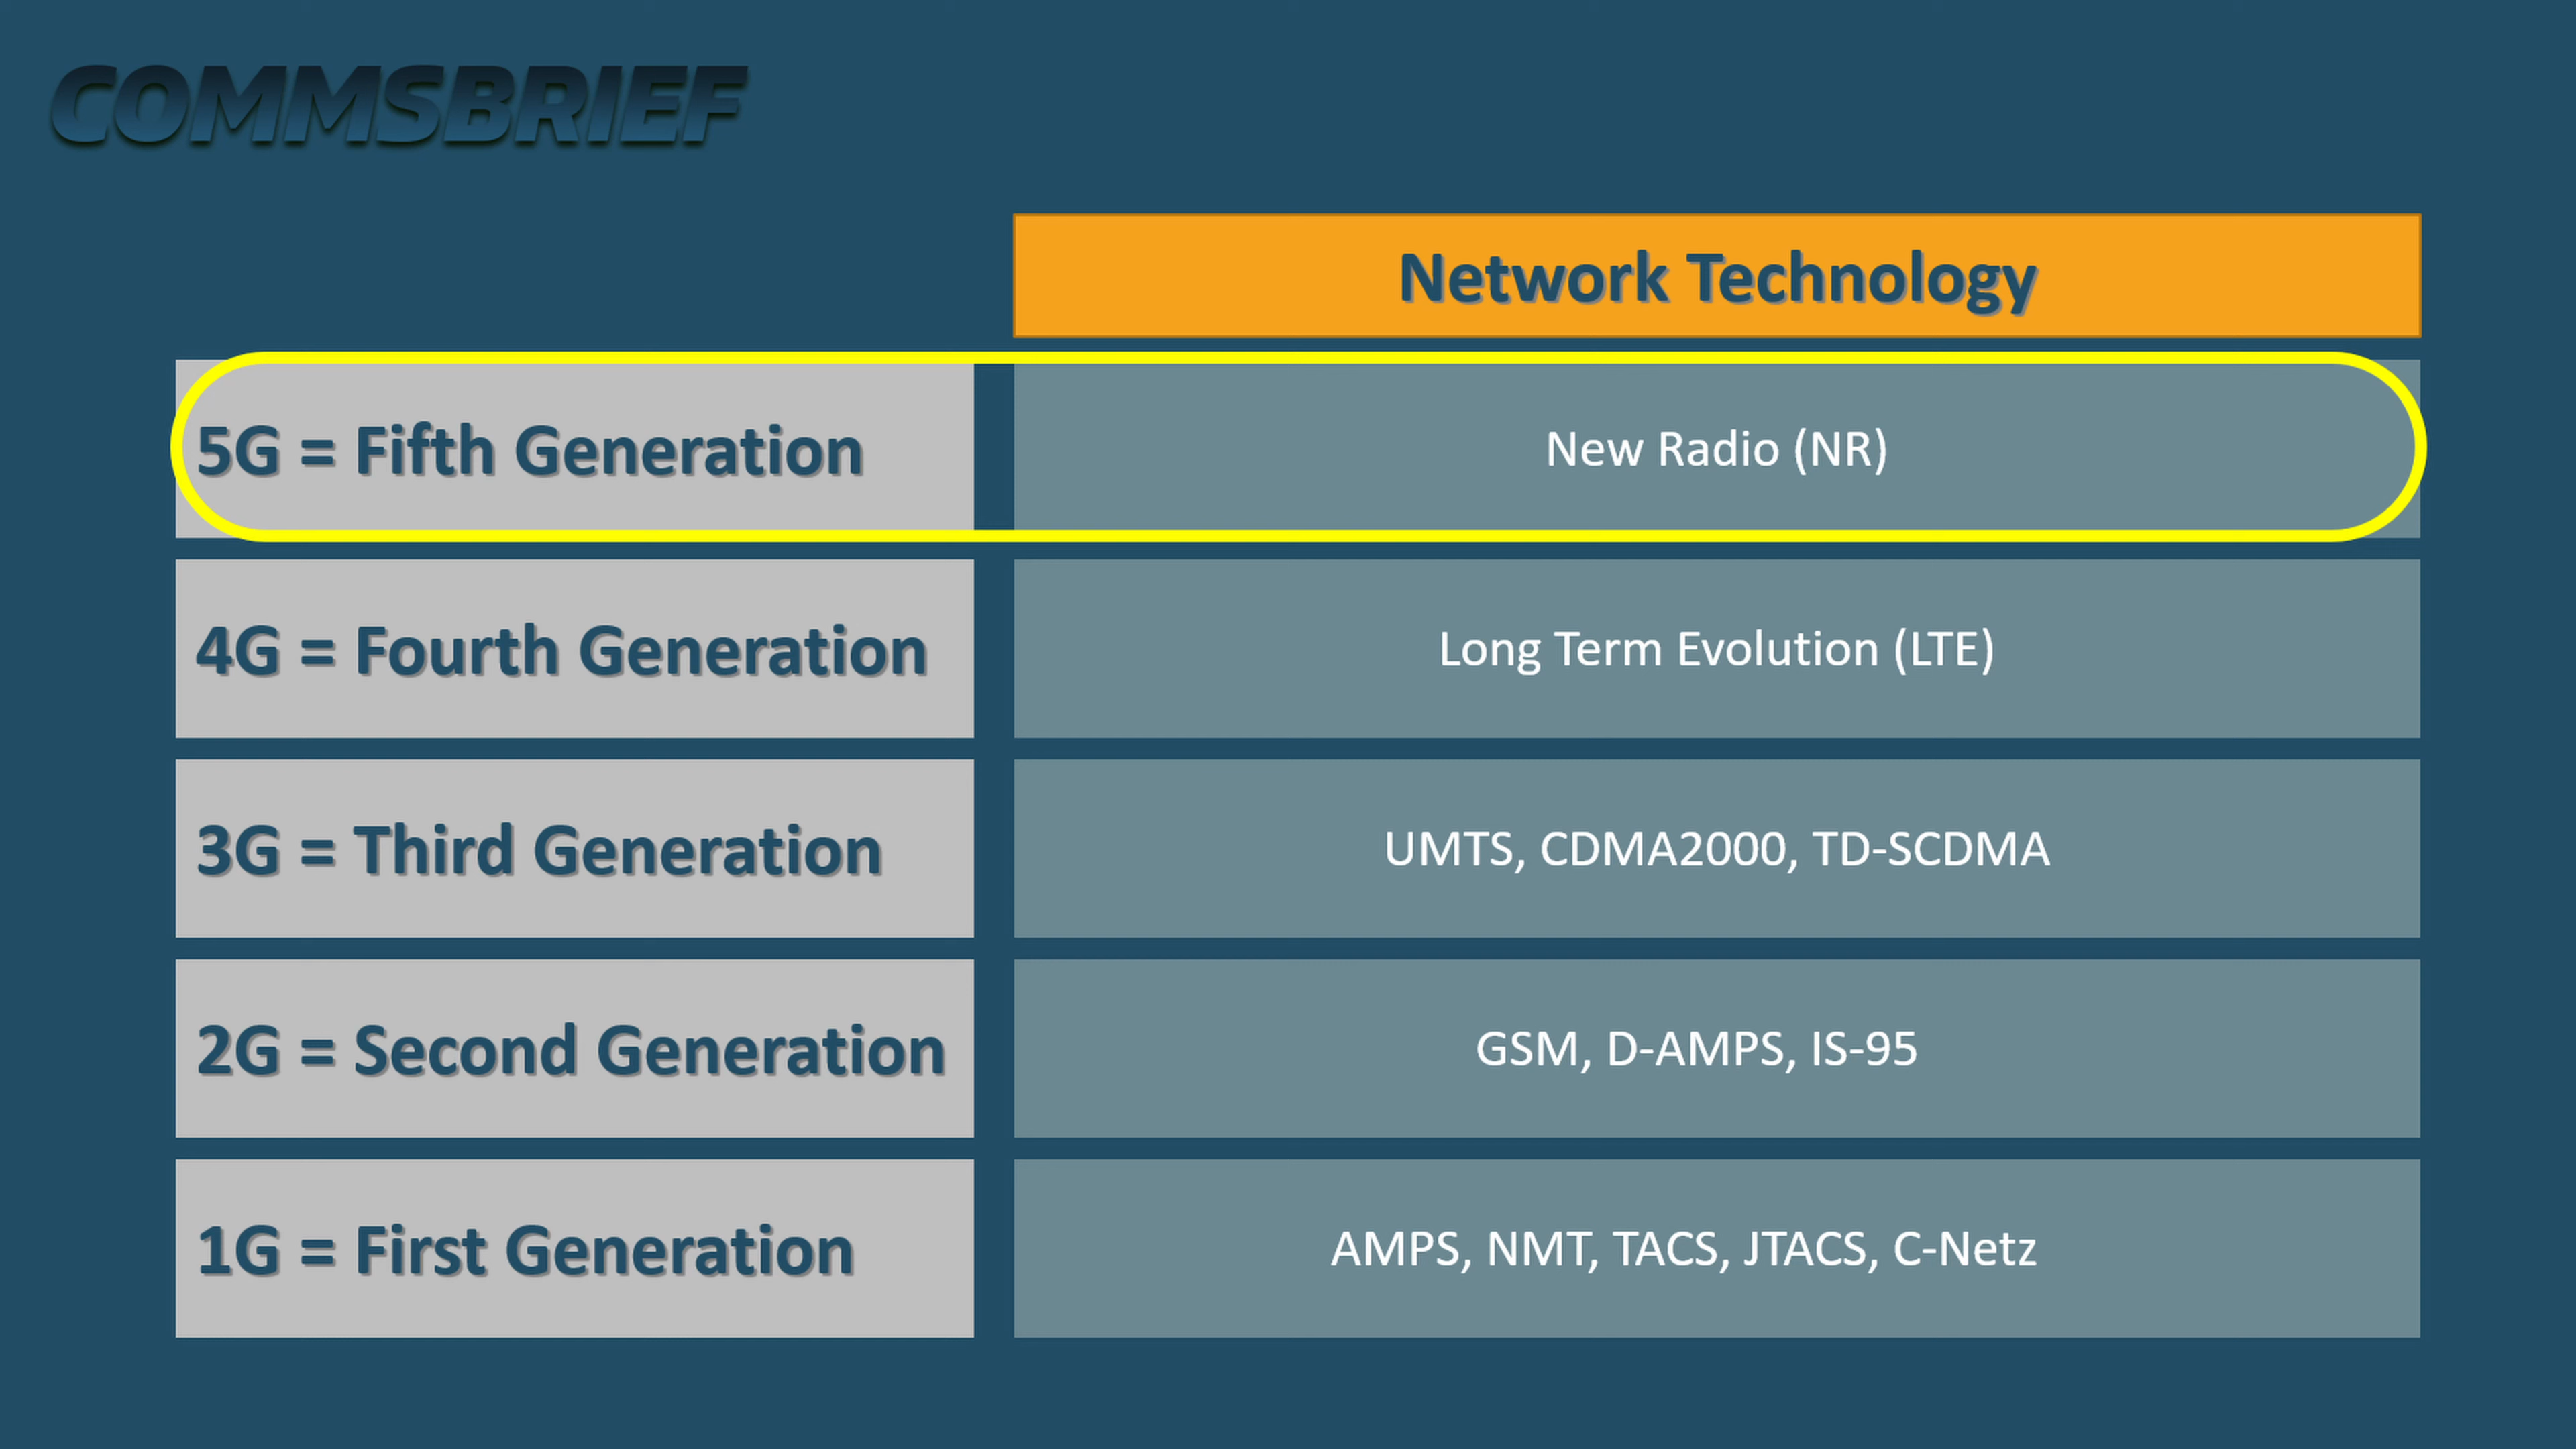 COMMSBRIEF
Network Technology
5G = Fifth Generation
New Radio (NR)
4G = Fourth Generation
Long Term Evolution (LTE)
3G = Third Generation
UMTS, CDMA2000, TD-SCDMA
2G = Second Generation
GSM, D-AMPS, IS-95
1G = First Generation
AMPS, NMT, TACS, JTACS, C-Netz